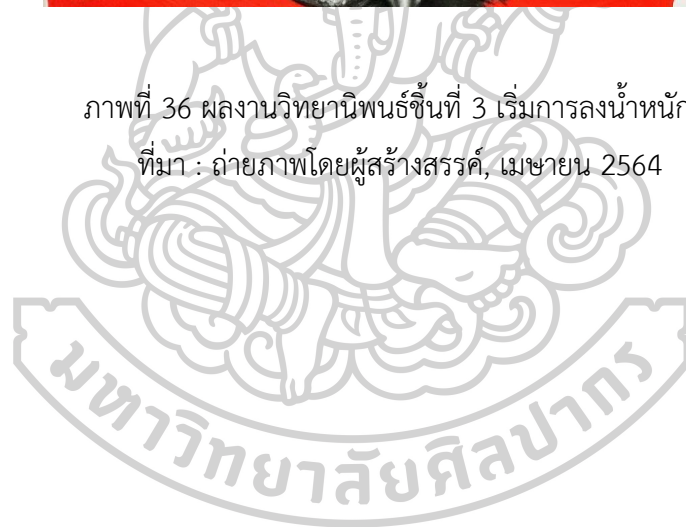 ภาพที่ 36 ผลงานวิทยานิพนธ์ชิ้นที่ 3 เริ่มการลงน้ำหนัก
ที่มา : ถ่ายภาพโดยผู้สร้างสรรค์, เมษายน 2564
มหาวิทยาลัยศิลปากร